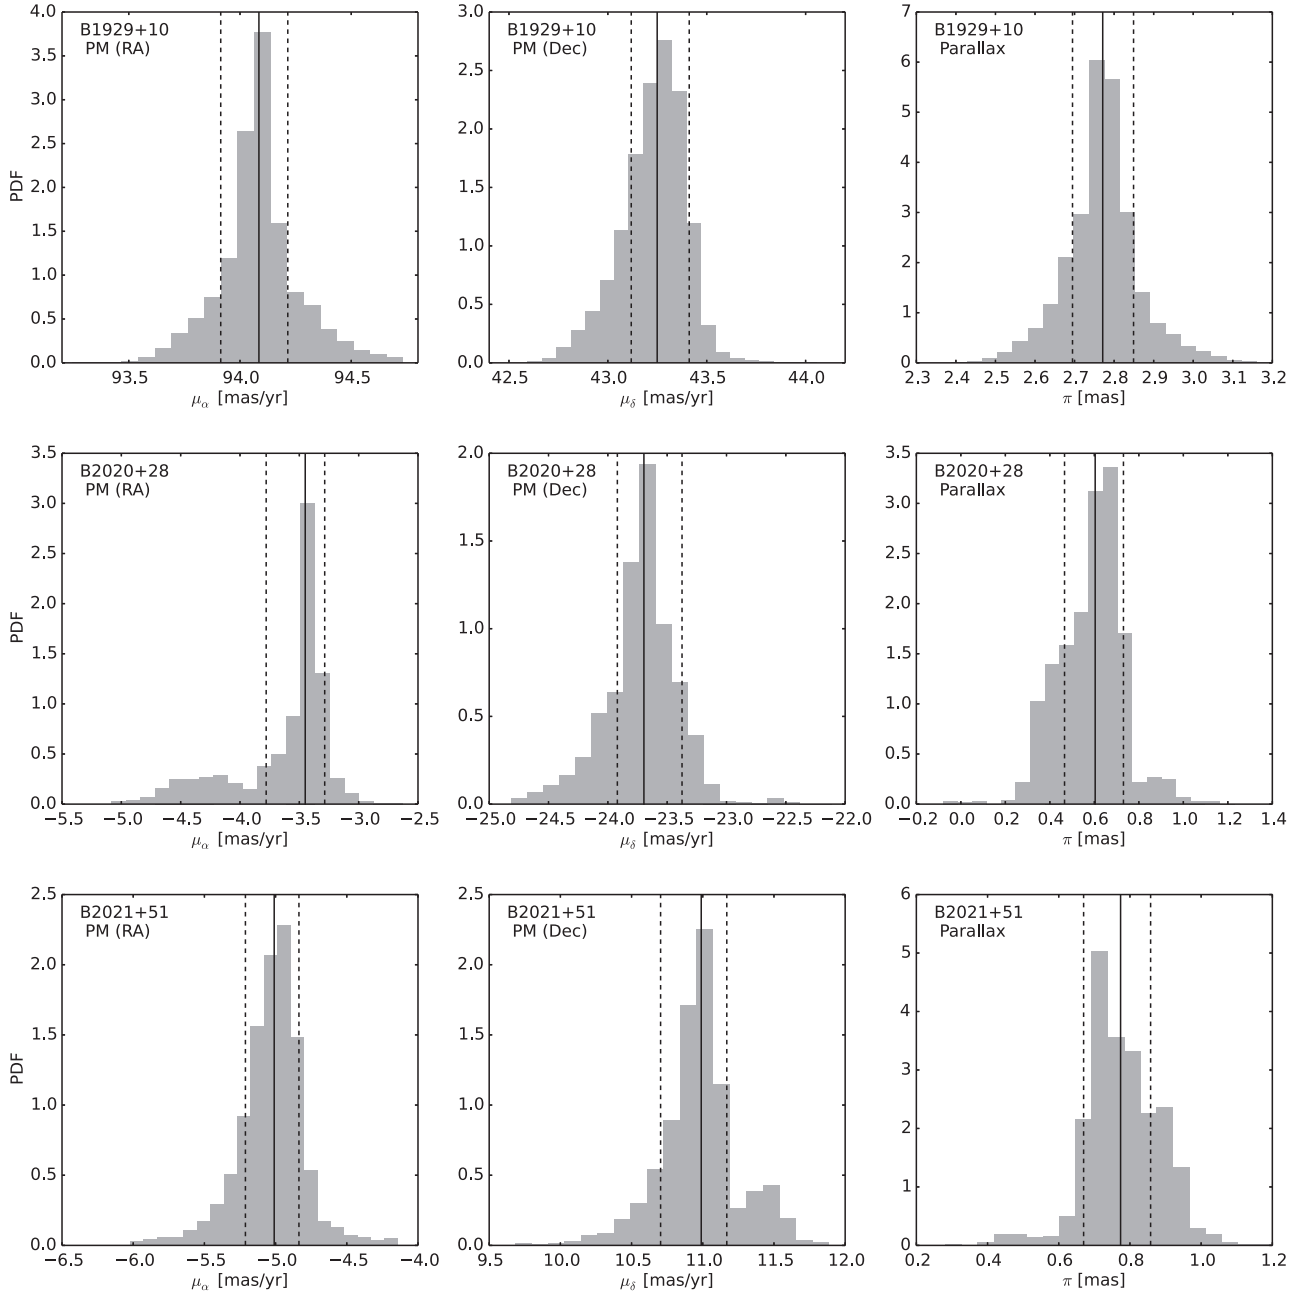 B1929+10
PM (RA)
4.0
3.5
3.0
2.5
2.0
1.5
1.0
0.5
0.0
PDF
93.5 94.0 94.5
μα [mas/yr]
B1929+10
PM (Dec)
3.0
2.5
2.0
1.5
1.0
0.5
0.0
42.5 43.0 43.5 44.0
μδ [mas/yr]
B1929+10
Parallax
7
6
5
4
3
2
1
0
2.3 2.4 2.5 2.6 2.7 2.8 2.9 3.0 3.1 3.2
π [mas]
B2020+28
PM (RA)
3.5
3.0
2.5
2.0
1.5
1.0
0.5
0.0
PDF
−5.5 −5.0 −4.5 −4.0 −3.5 −3.0 −2.5
μα [mas/yr]
B2020+28
PM (Dec)
2.0
1.5
1.0
0.5
0.0
−25.0 −24.5 −24.0 −23.5 −23.0 −22.5 −22.0
μδ [mas/yr]
B2020+28
Parallax
3.5
3.0
2.5
2.0
1.5
1.0
0.5
0.0
−0.2 0.0 0.2 0.4 0.6 0.8 1.0 1.2 1.4
π [mas]
B2021+51
PM (RA)
2.5
2.0
1.5
1.0
0.5
0.0
PDF
−6.5 −6.0 −5.5 −5.0 −4.5 −4.0
μα [mas/yr]
B2021+51
PM (Dec)
2.5
2.0
1.5
1.0
0.5
0.0
9.5 10.0 10.5 11.0 11.5 12.0
μδ [mas/yr]
B2021+51
Parallax
6
5
4
3
2
1
0
0.2 0.4 0.6 0.8 1.0 1.2
π [mas]